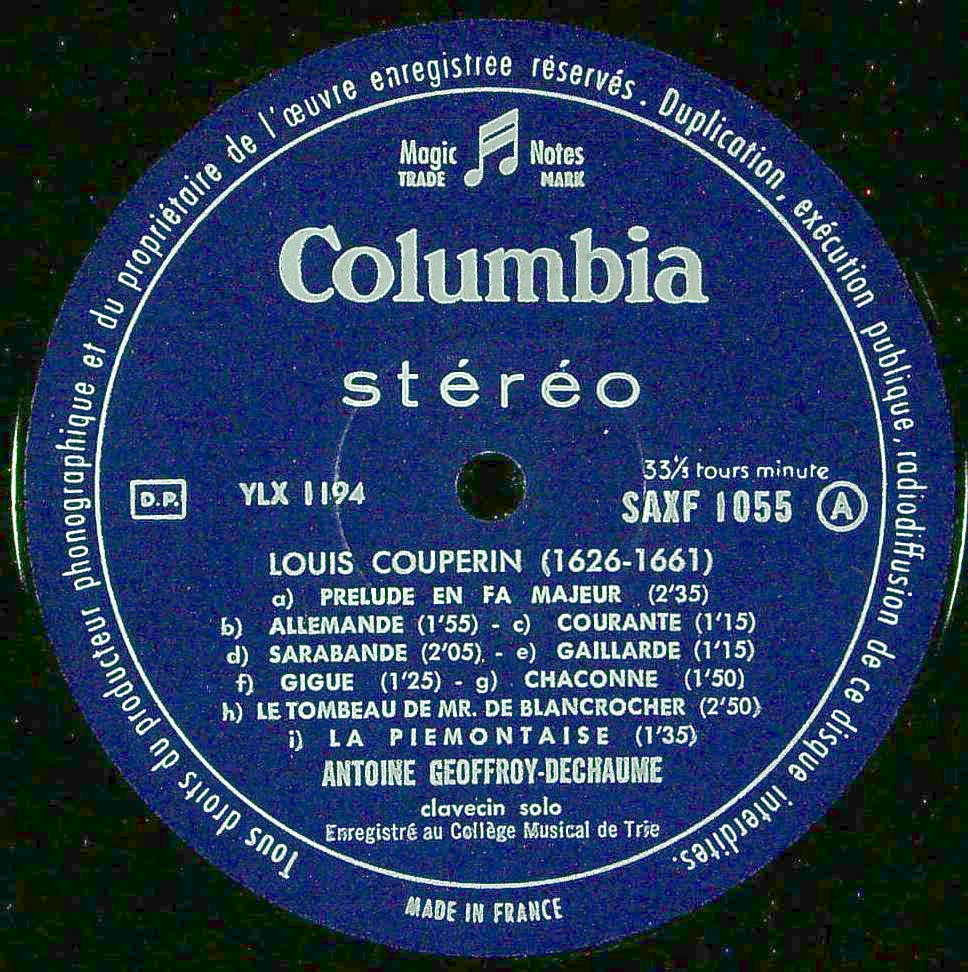 Tous droits du producteur phonographique et du propriétaire de l'œuvre enregistrée réservés. Duplication, exécution publique, radiodiffusion de ce disque interdites.
Magic Notes
TRADE MARK
Columbia
stéréo
33⅓ tours minute
D.P. YLX 1194 SAXF 1055 A
LOUIS COUPERIN (1626-1661)
a) PRELUDE EN FA MAJEUR (2'35)
b) ALLEMANDE (1'55) - c) COURANTE (1'15)
d) SARABANDE (2'05). - e) GAILLARDE (1'15)
f) GIGUE (1'25) - g) CHACONNE (1'50)
h) LE TOMBEAU DE MR. DE BLANCROCHER (2'50)
i) LA PIEMONTAISE (1'35)
ANTOINE GEOFFROY-DECHAUME
clavecin solo
Enregistré au Collège Musical de Trie
MADE IN FRANCE